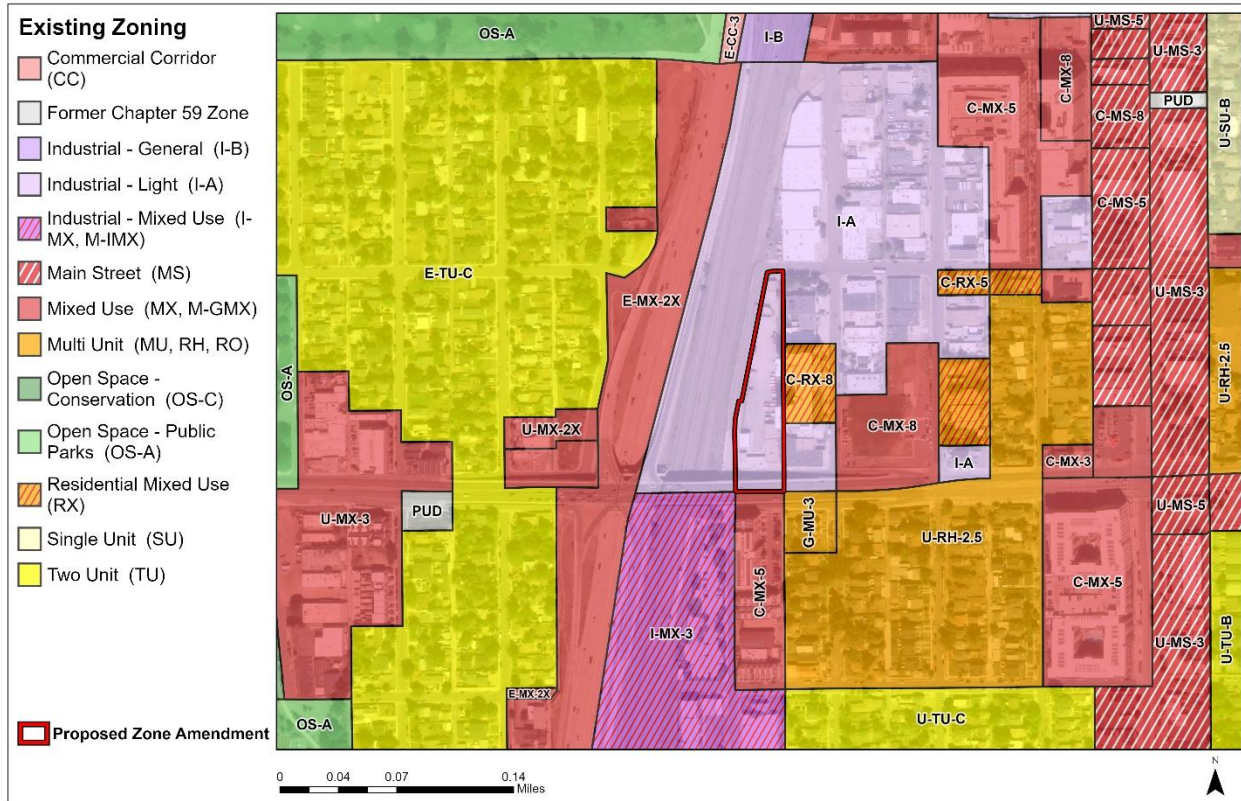 Existing Zoning
Commercial Corridor
(CC)
Former Chapter 59 Zone
Industrial - General (I-B)
Industrial - Light (I-A)
Industrial - Mixed Use (I-
MX, M-IMX)
Main Street (MS)
Mixed Use (MX, M-GMX)
Multi Unit (MU, RH, RO)
Open Space -
Conservation (OS-C)
Open Space - Public
Parks (OS-A)
Residential Mixed Use
(RX)
Single Unit (SU)
Two Unit (TU)
Proposed Zone Amendment
OS-A
E-CC-3
I-B
U-MS-5
U-MS-3
C-MX-8
C-MX-5
PUD
C-MS-8
U-SU-B
C-MS-5
I-A
E-TU-C
E-MX-2X
C-RX-5
U-MS-3
OS-A
C-RX-8
U-RH-2.5
U-MX-2X
C-MX-8
I-A
C-MX-3
U-MX-3
PUD
G-MU-3
U-RH-2.5
U-MS-5
C-MX-5
C-MX-5
I-MX-3
U-MS-3
U-TU-B
E-MX-2X
OS-A
U-TU-C
0 0.04 0.07 0.14
Miles
N